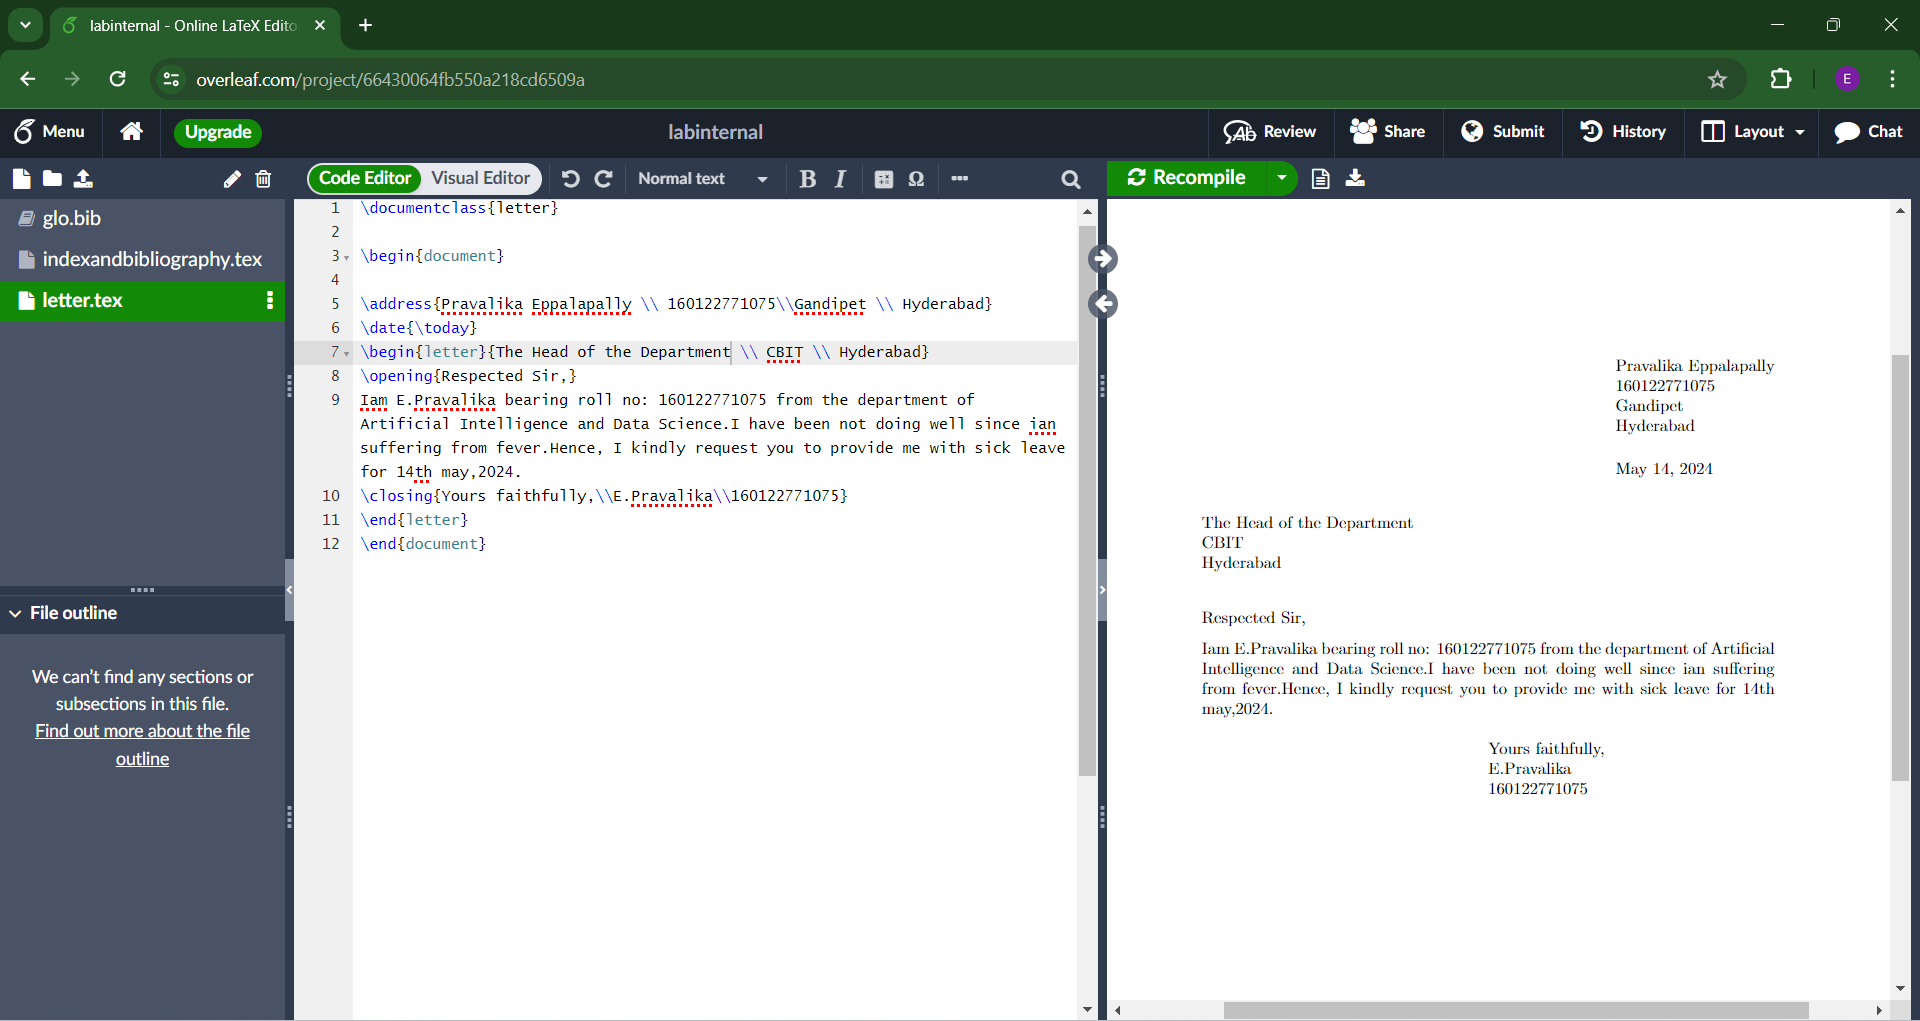 labinternal - Online LaTeX Edito
overleaf.com/project/66430064fb550a218cd6509a
E
Menu
Upgrade
labinternal
Review
Share
Submit
History
Layout
Chat
Code Editor
Visual Editor
Normal text
B
I
Ω
Recompile
glo.bib
indexandbibliography.tex
letter.tex
File outline
We can't find any sections or
subsections in this file.
Find out more about the file
outline
1 \documentclass{letter}
2
3 \begin{document}
4
5 \address{Pravalika Eppalapally \\ 160122771075\\Gandipet \\ Hyderabad}
6 \date{\today}
7 \begin{letter}{The Head of the Department \\ CBIT \\ Hyderabad}
8 \opening{Respected Sir,}
9 Iam E.Pravalika bearing roll no: 160122771075 from the department of
Artificial Intelligence and Data Science.I have been not doing well since ian
suffering from fever.Hence, I kindly request you to provide me with sick leave
for 14th may,2024.
10 \closing{Yours faithfully,\\E.Pravalika\\160122771075}
11 \end{letter}
12 \end{document}
Pravalika Eppalapally
160122771075
Gandipet
Hyderabad
May 14, 2024
The Head of the Department
CBIT
Hyderabad
Respected Sir,
Iam E.Pravalika bearing roll no: 160122771075 from the department of Artificial
Intelligence and Data Science.I have been not doing well since ian suffering
from fever.Hence, I kindly request you to provide me with sick leave for 14th
may,2024.
Yours faithfully,
E.Pravalika
160122771075